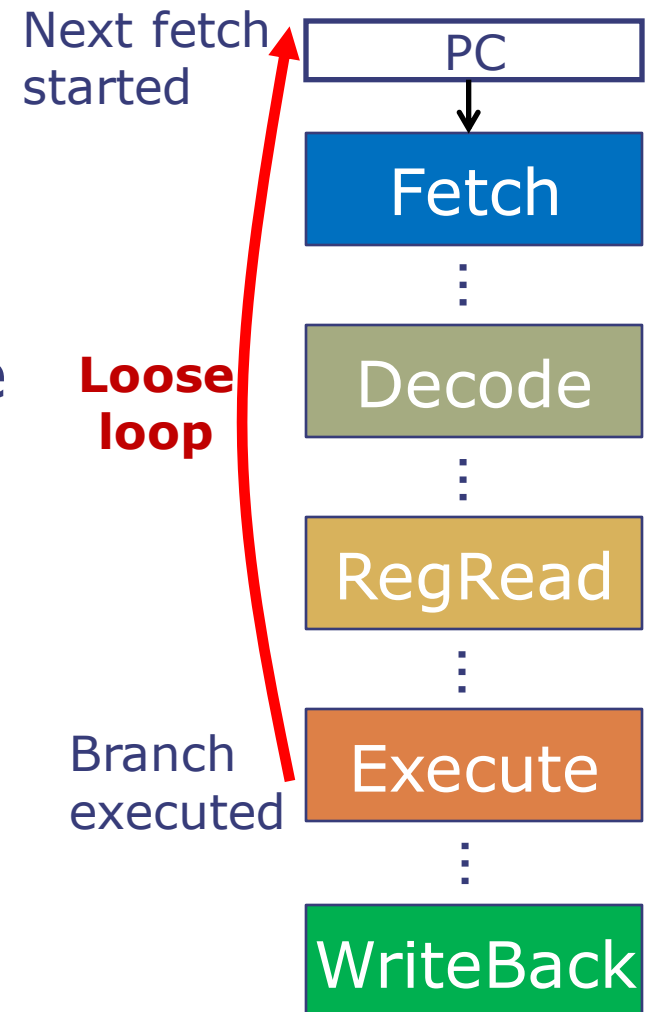 Next fetch
started
PC
Fetch
Decode
Loose
loop
RegRead
Branch
executed
Execute
WriteBack